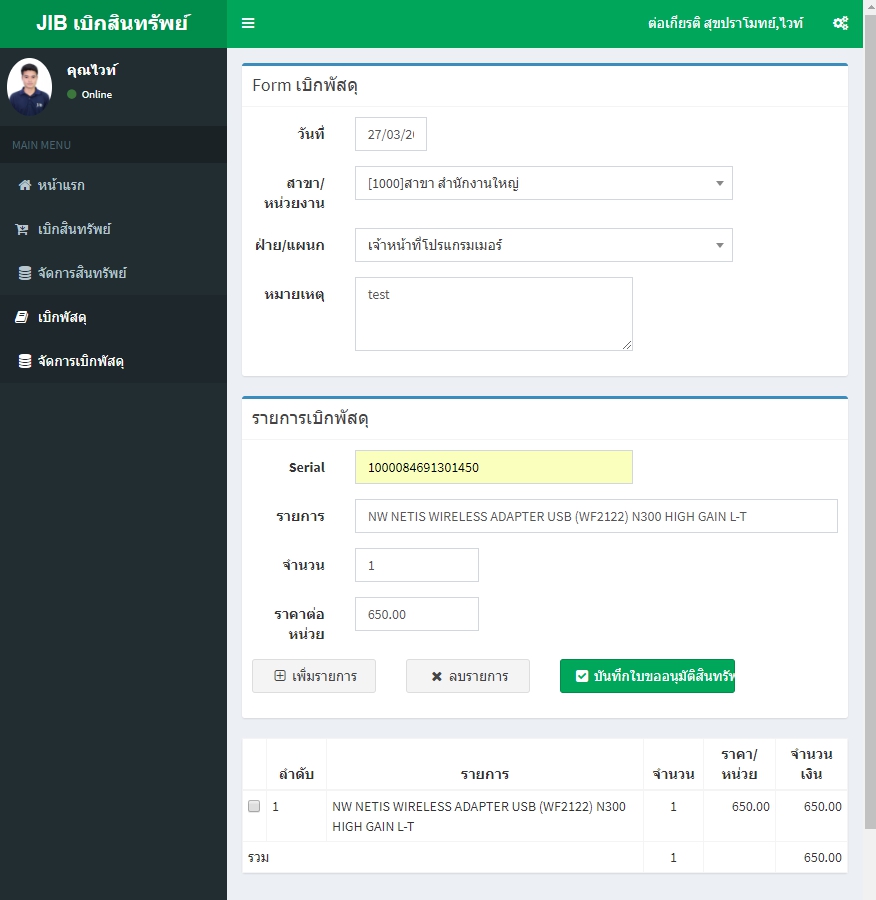 JIB เบิกสินทรัพย์
ต่อเกียรติ สุขปราโมทย์,ไวท์
คุณไวท์
Online
MAIN MENU
หน้าแรก
เบิกสินทรัพย์
จัดการสินทรัพย์
เบิกพัสดุ
จัดการเบิกพัสดุ
Form เบิกพัสดุ
วันที่
27/03/20
สาขา/
หน่วยงาน
[1000]สาขา สำนักงานใหญ่
ฝ่าย/แผนก
เจ้าหน้าที่โปรแกรมเมอร์
หมายเหตุ
test
รายการเบิกพัสดุ
Serial
1000084691301450
รายการ
NW NETIS WIRELESS ADAPTER USB (WF2122) N300 HIGH GAIN L-T
จำนวน
1
ราคาต่อ
หน่วย
650.00
เพิ่มรายการ
ลบรายการ
บันทึกใบขออนุมัติสินทรัพ
ลำดับ
รายการ
จำนวน
ราคา/
หน่วย
จำนวน
เงิน
1
NW NETIS WIRELESS ADAPTER USB (WF2122) N300
HIGH GAIN L-T
1
650.00
650.00
รวม
1
650.00